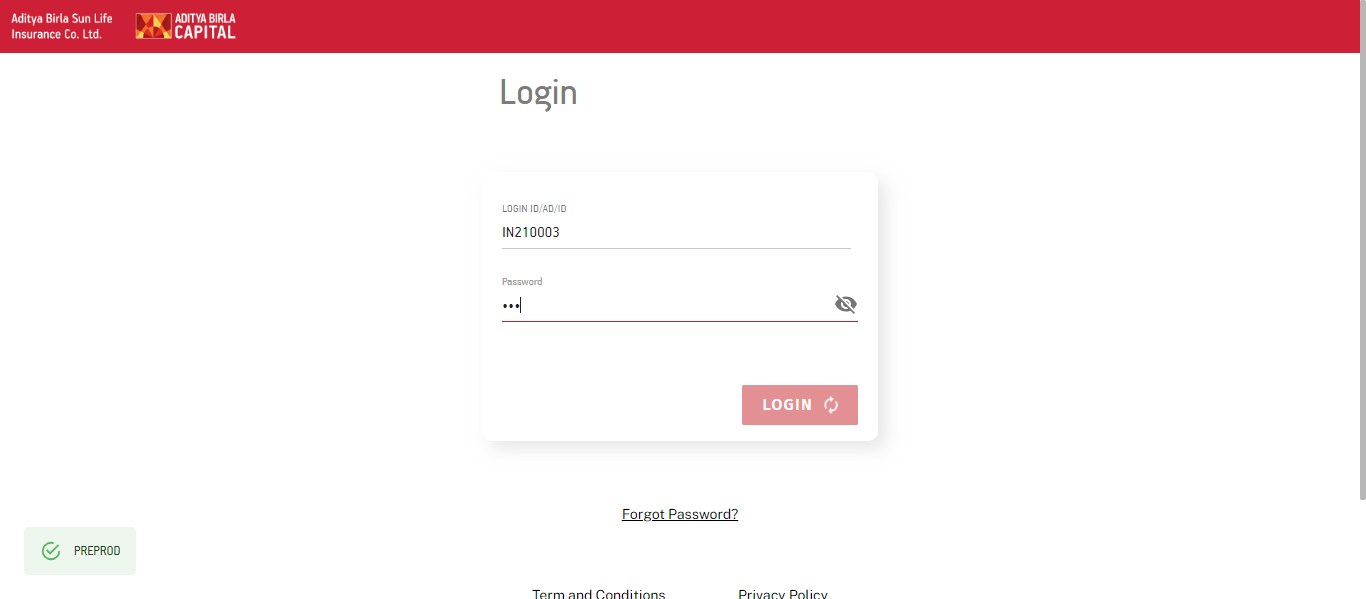 Aditya Birla Sun Life
Insurance Co. Ltd.
ADITYA BIRLA
CAPITAL
Login
LOGIN ID/AD/ID
IN210003
Password
•••
LOGIN
Forgot Password?
PREPROD
Term and Conditions
Privacy Policy